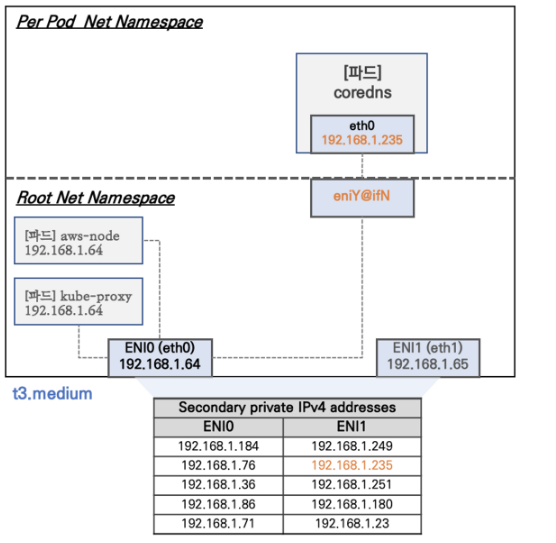 Per Pod Net Namespace
[파드]
coredns
eth0
192.168.1.235
Root Net Namespace
eniY@ifN
[파드] aws-node
192.168.1.64
[파드] kube-proxy
192.168.1.64
ENI0 (eth0)
192.168.1.64
ENI1 (eth1)
192.168.1.65
t3.medium
Secondary private IPv4 addresses
ENI0 ENI1
192.168.1.184 192.168.1.249
192.168.1.76 192.168.1.235
192.168.1.36 192.168.1.251
192.168.1.86 192.168.1.180
192.168.1.71 192.168.1.23